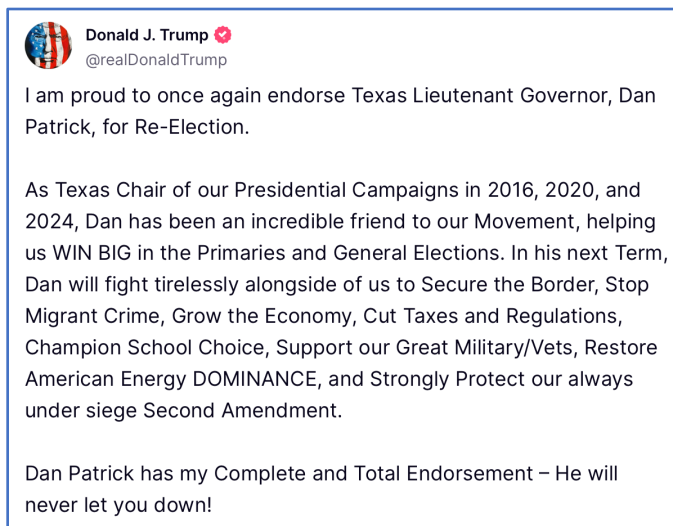 Donald J. Trump
@realDonaldTrump
I am proud to once again endorse Texas Lieutenant Governor, Dan
Patrick, for Re-Election.
As Texas Chair of our Presidential Campaigns in 2016, 2020, and
2024, Dan has been an incredible friend to our Movement, helping
us WIN BIG in the Primaries and General Elections. In his next Term,
Dan will fight tirelessly alongside of us to Secure the Border, Stop
Migrant Crime, Grow the Economy, Cut Taxes and Regulations,
Champion School Choice, Support our Great Military/Vets, Restore
American Energy DOMINANCE, and Strongly Protect our always
under siege Second Amendment.
Dan Patrick has my Complete and Total Endorsement – He will
never let you down!